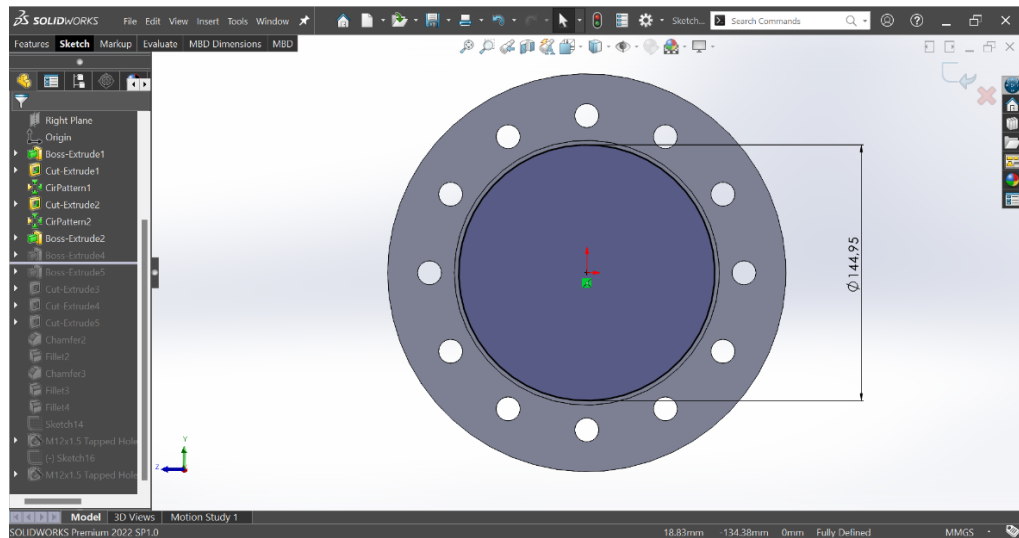 SOLIDWORKS File Edit View Insert Tools Window Sketch... Search Commands
Features Sketch Markup Evaluate MBD Dimensions MBD
Right Plane
Origin
Boss-Extrude1
Cut-Extrude1
CirPattern1
Cut-Extrude2
CirPattern2
Boss-Extrude2
Boss-Extrude4
Boss-Extrude5
Cut-Extrude3
Cut-Extrude4
Cut-Extrude5
Chamfer2
Fillet2
Chamfer3
Fillet3
Fillet4
Sketch14
M12x1.5 Tapped Hole
(-) Sketch16
M12x1.5 Tapped Hole
∅144.95
Y
Z
Model 3D Views Motion Study 1
SOLIDWORKS Premium 2022 SP1.0 18.83mm -134.38mm 0mm Fully Defined MMGS -